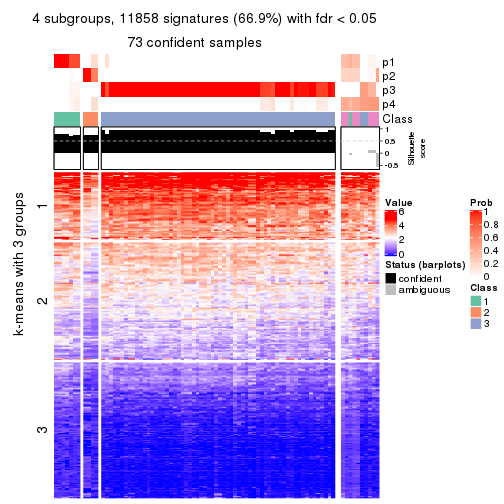 4 subgroups, 11858 signatures (66.9%) with fdr < 0.05
73 confident samples
p1
p2
p3
p4
Class
1
0.5
0
-0.5
Silhouette
score
k-means with 3 groups
1
2
3
Value
6
4
2
0
Status (barplots)
confident
ambiguous
Prob
1
0.8
0.6
0.4
0.2
0
Class
1
2
3